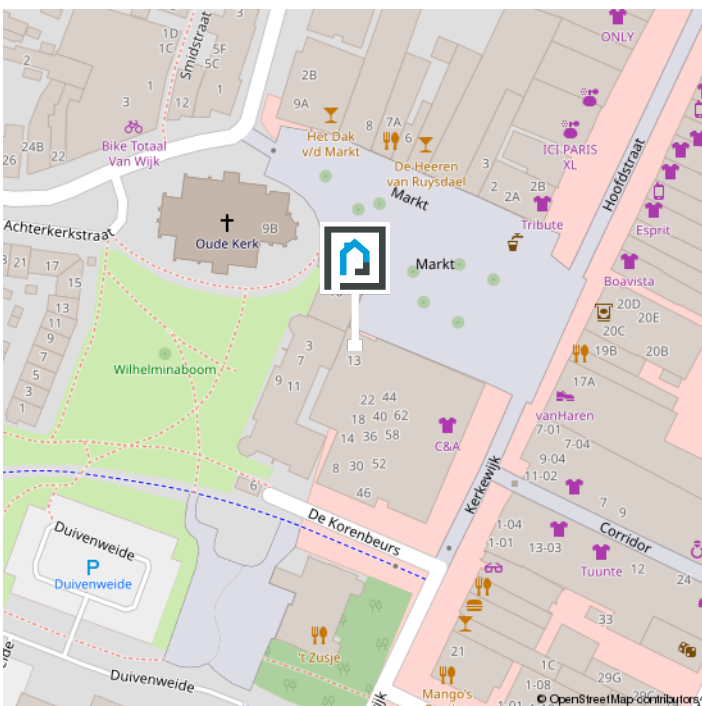 ONLY
1D
1C
5F
5C
1
Smidstraat
2
2B
3
12
1
9A
7A
8
6
Het Dak
v/d Markt
De Heeren
van Ruysdael
ICI PARIS
XL
Hoofdstraat
Bike Totaal
Van Wijk
24B
26
22
3
2
2A
2B
Markt
Tribute
Esprit
Achterkerkstraat
9B
Oude Kerk
Markt
Boavista
3
21
17
15
13
11
9
7
5
3
1
20D
20C
20E
19B
20B
3
7
13
9
11
Wilhelminaboom
17A
vanHaren
22
44
18
40
62
14
36
58
C&A
8
30
52
46
7-01
7-04
9-04
11-02
Kerkewijk
6
De Korenbeurs
7
9
Corridor
1-04
1-01
13-03
Tuunte
12
24
Duivenweide
P
Duivenweide
33
't Zusje
21
Duivenweide
1C
1-08
1-01
29G
Mango's
© OpenStreetMap contributors